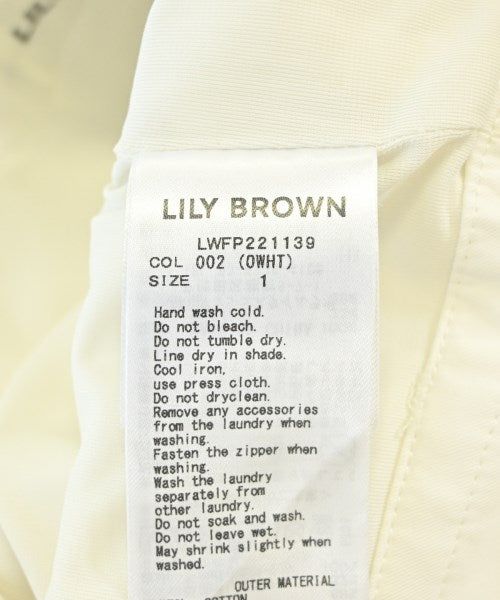 LILY BROWN
LWFP221139
COL 002 (OWHT)
SIZE 1
Hand wash cold.
Do not bleach.
Do not tumble dry.
Line dry in shade.
Cool iron,
use press cloth.
Do not dryclean.
Remove any accessories
from the laundry when
washing.
Fasten the zipper when
washing.
Wash the laundry
separately from
other laundry.
Do not soak and wash.
Do not leave wet.
May shrink slightly when
washed.
OUTER MATERIAL
COTTON